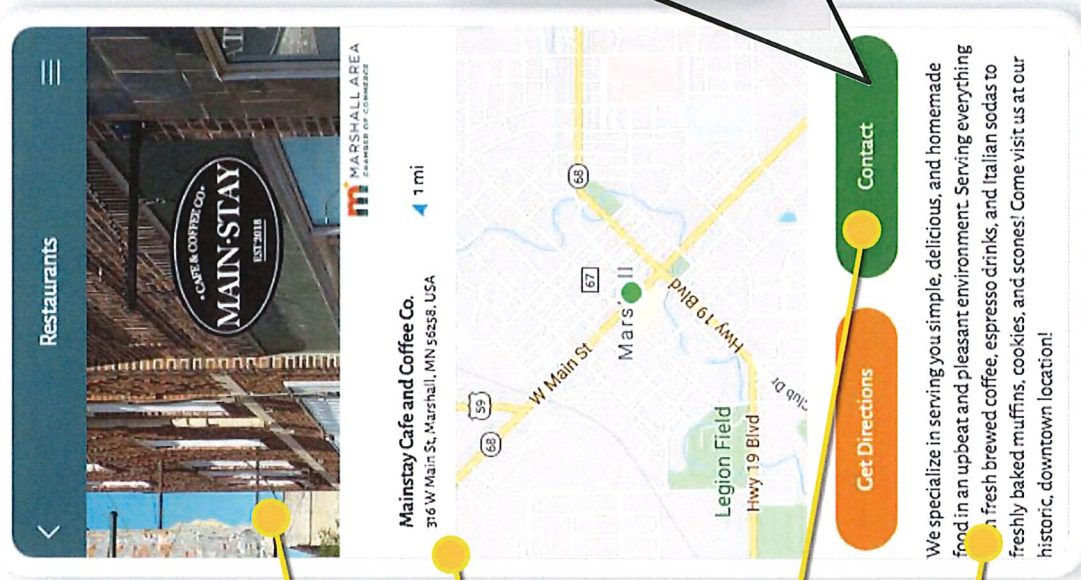 Restaurants
• CAFE & COFFEE CO •
MAIN•STAY
EST 2018
m MARSHALL AREA
CHAMBER OF COMMERCE
Mainstay Cafe and Coffee Co.
316 W Main St, Marshall, MN 56258, USA
1 mi
59
68
67
68
W Main St
Mars
ll
Hwy 19 Blvd
Legion Field
Hwy 19 Blvd
Club Dr
Get Directions
Contact
We specialize in serving you simple, delicious, and homemade
food in an upbeat and pleasant environment. Serving everything
fresh brewed coffee, espresso drinks, and Italian sodas to
freshly baked muffins, cookies, and scones! Come visit us at our
historic, downtown location!